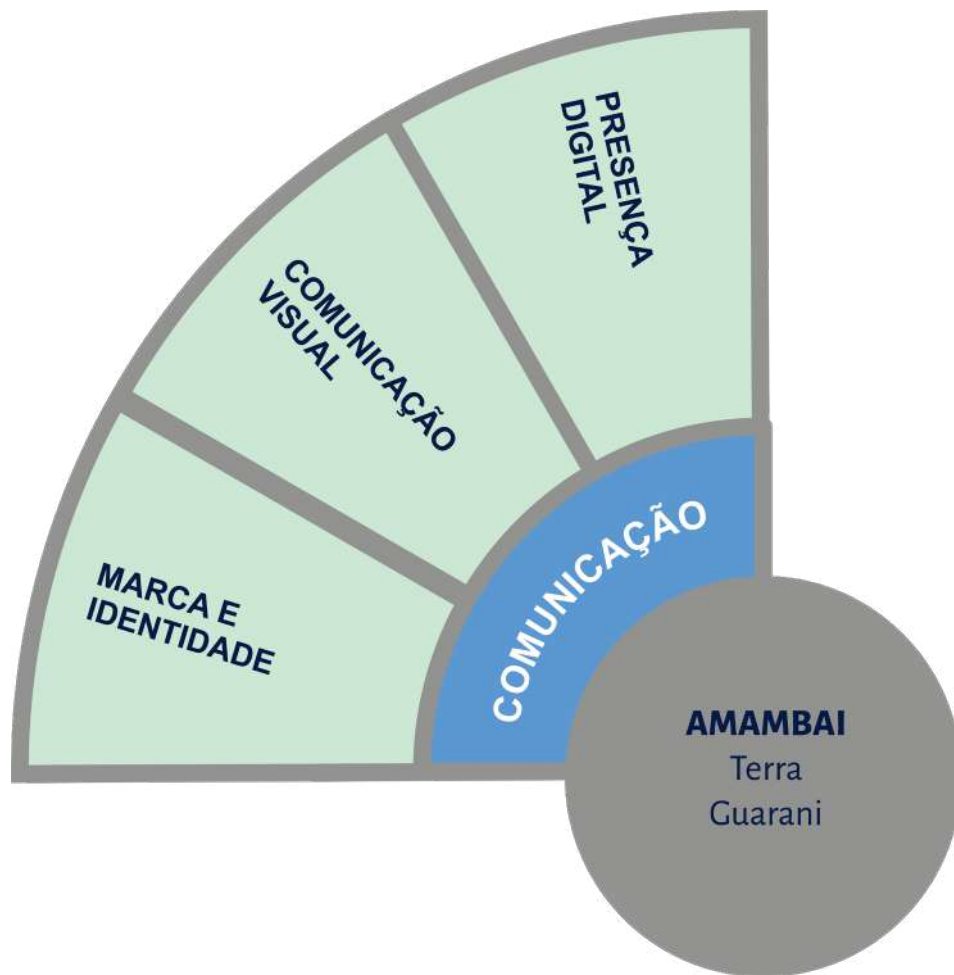 PRESENÇA
DIGITAL
COMUNICAÇÃO
VISUAL
MARCA E
IDENTIDADE
COMUNICAÇÃO
AMAMBAI
Terra
Guarani